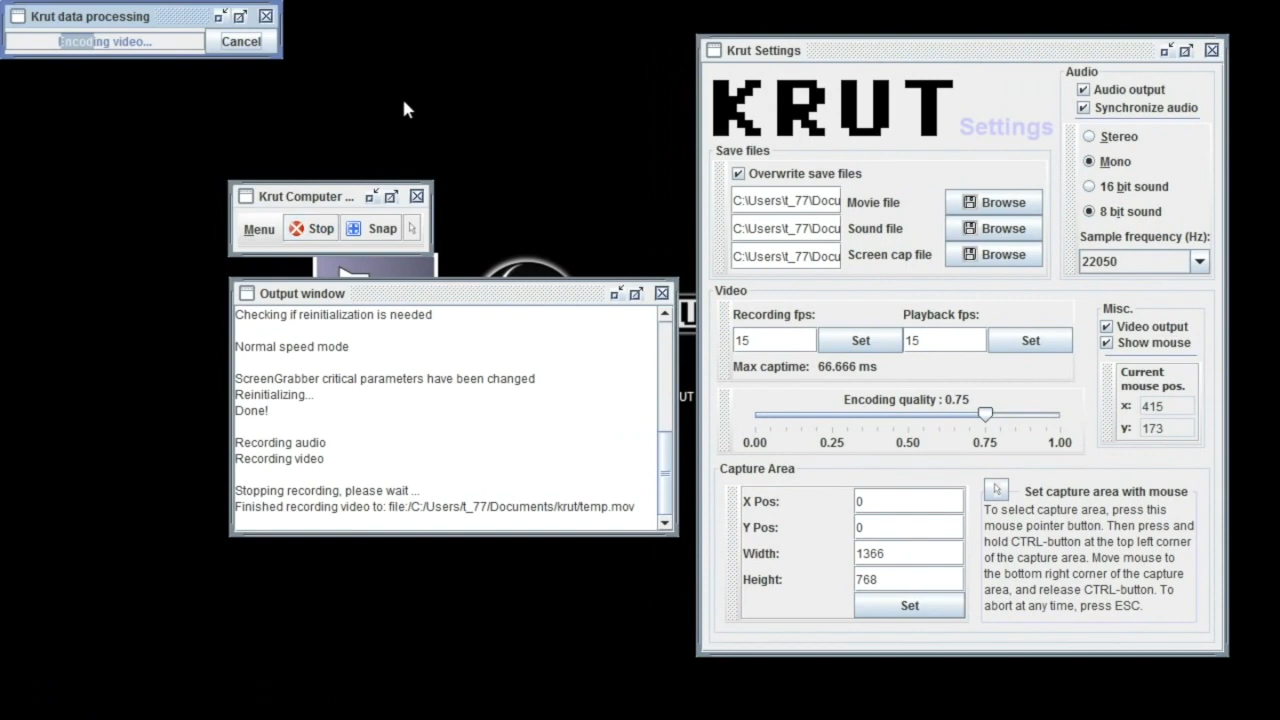 Krut data processing
Encoding video...
Cancel
Krut Computer ...
Menu
Stop
Snap
Output window
Checking if reinitialization is needed
Normal speed mode
ScreenGrabber critical parameters have been changed
Reinitializing...
Done!
Recording audio
Recording video
Stopping recording, please wait ...
Finished recording video to: file:/C:/Users/t_77/Documents/krut/temp.mov
UT
Krut Settings
KRUT
Settings
Save files
Overwrite save files
C:\Users\t_77\Docu
Movie file
Browse
C:\Users\t_77\Docu
Sound file
Browse
C:\Users\t_77\Docu
Screen cap file
Browse
Audio
Audio output
Synchronize audio
Stereo
Mono
16 bit sound
8 bit sound
Sample frequency (Hz):
22050
Video
Recording fps:
Playback fps:
15
Set
15
Set
Max captime: 66.666 ms
Encoding quality : 0.75
0.00 0.25 0.50 0.75 1.00
Misc.
Video output
Show mouse
Current
mouse pos.
x: 415
y: 173
Capture Area
X Pos: 0
Y Pos: 0
Width: 1366
Height: 768
Set
Set capture area with mouse
To select capture area, press this
mouse pointer button. Then press and
hold CTRL-button at the top left corner
of the capture area. Move mouse to
the bottom right corner of the capture
area, and release CTRL-button. To
abort at any time, press ESC.